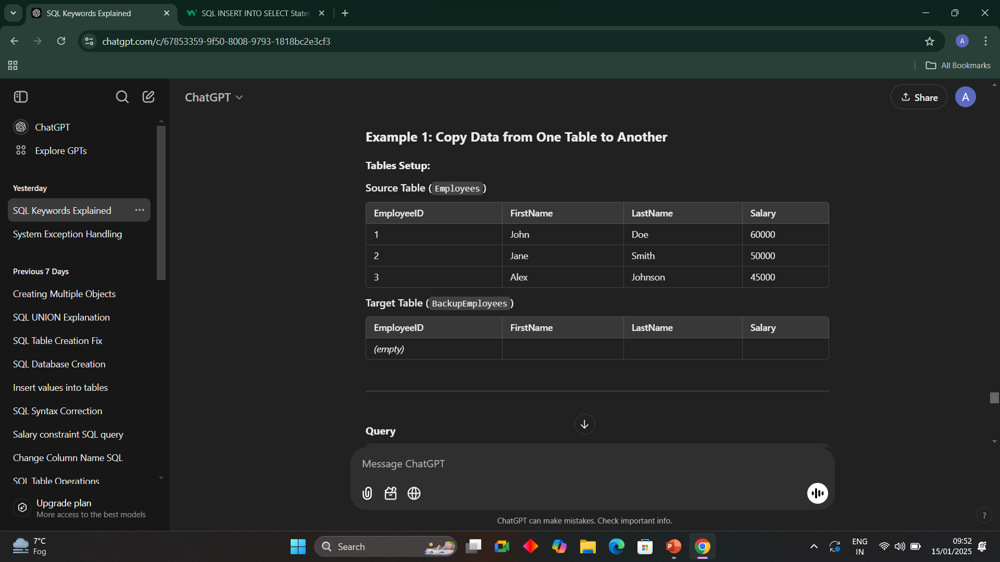 SQL Keywords Explained
SQL INSERT INTO SELECT Stater
chatgpt.com/c/67853359-9f50-8008-9793-1818bc2e3cf3
A
All Bookmarks
ChatGPT
Share
A
ChatGPT
Explore GPTs
Yesterday
SQL Keywords Explained
System Exception Handling
Previous 7 Days
Creating Multiple Objects
SQL UNION Explanation
SQL Table Creation Fix
SQL Database Creation
Insert values into tables
SQL Syntax Correction
Salary constraint SQL query
Change Column Name SQL
SQL Table Operations
Upgrade plan
More access to the best models
Example 1: Copy Data from One Table to Another
Tables Setup:
Source Table (Employees)
EmployeeID FirstName LastName Salary
1 John Doe 60000
2 Jane Smith 50000
3 Alex Johnson 45000
Target Table (BackupEmployees)
EmployeeID FirstName LastName Salary
(empty)
Query
Message ChatGPT
ChatGPT can make mistakes. Check important info.
?
7°C
Fog
Search
ENG
IN
09:52
15/01/2025